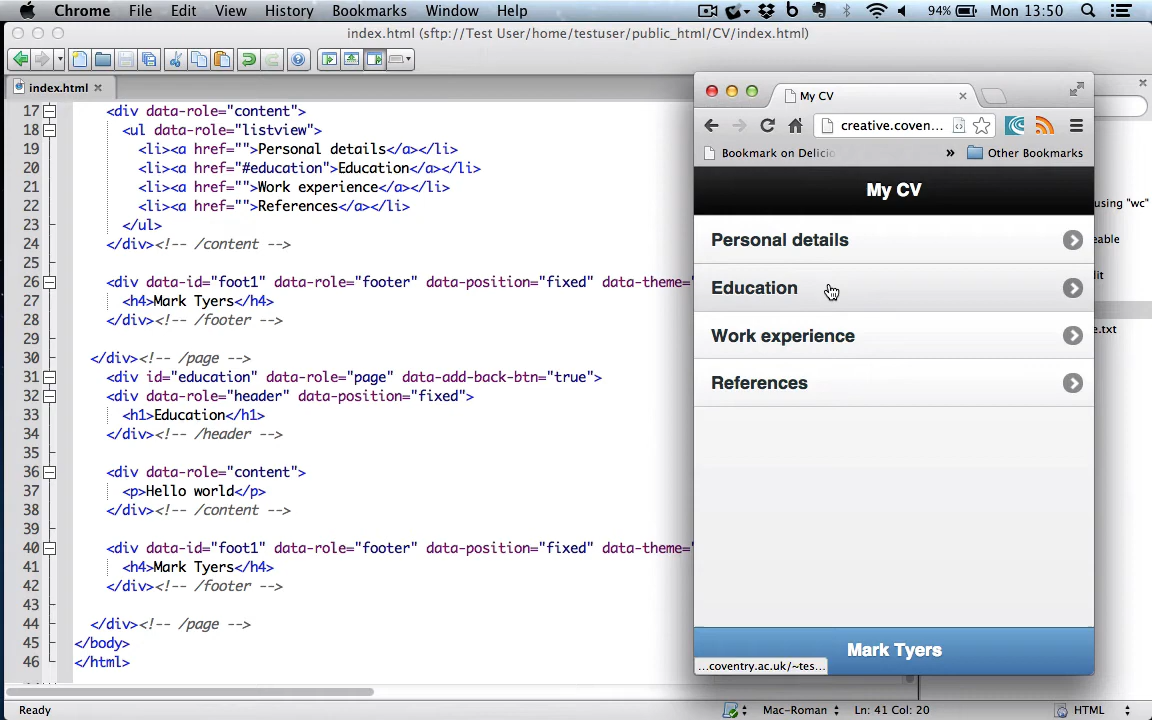 Chrome File Edit View History Bookmarks Window Help 94% Mon 13:50
index.html (sftp://Test User/home/testuser/public_html/CV/index.html)
index.html
17 <div data-role="content">
18 <ul data-role="listview">
19 <li><a href="">Personal details</a></li>
20 <li><a href="#education">Education</a></li>
21 <li><a href="">Work experience</a></li>
22 <li><a href="">References</a></li>
23 </ul>
24 </div><!-- /content -->
25
26 <div data-id="foot1" data-role="footer" data-position="fixed" data-theme="
27 <h4>Mark Tyers</h4>
28 </div><!-- /footer -->
29
30 </div><!-- /page -->
31 <div id="education" data-role="page" data-add-back-btn="true">
32 <div data-role="header" data-position="fixed">
33 <h1>Education</h1>
34 </div><!-- /header -->
35
36 <div data-role="content">
37 <p>Hello world</p>
38 </div><!-- /content -->
39
40 <div data-id="foot1" data-role="footer" data-position="fixed" data-theme="
41 <h4>Mark Tyers</h4>
42 </div><!-- /footer -->
43
44 </div><!-- /page -->
45 </body>
46 </html>
My CV
creative.coven...
Bookmark on Delicio » Other Bookmarks
My CV
Personal details
Education
Work experience
References
Mark Tyers
...coventry.ac.uk/~tes...
using "wc"
eable
it
e.txt
Ready Mac-Roman Ln: 41 Col: 20 HTML